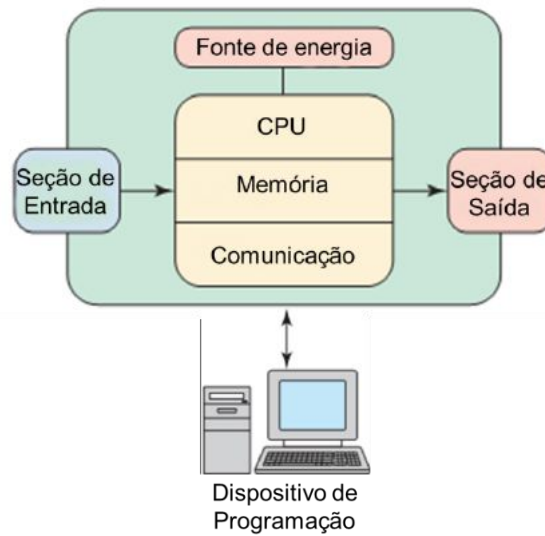 Fonte de energia
CPU
Seção de
Entrada
Memória
Seção de
Saída
Comunicação
Dispositivo de
Programação